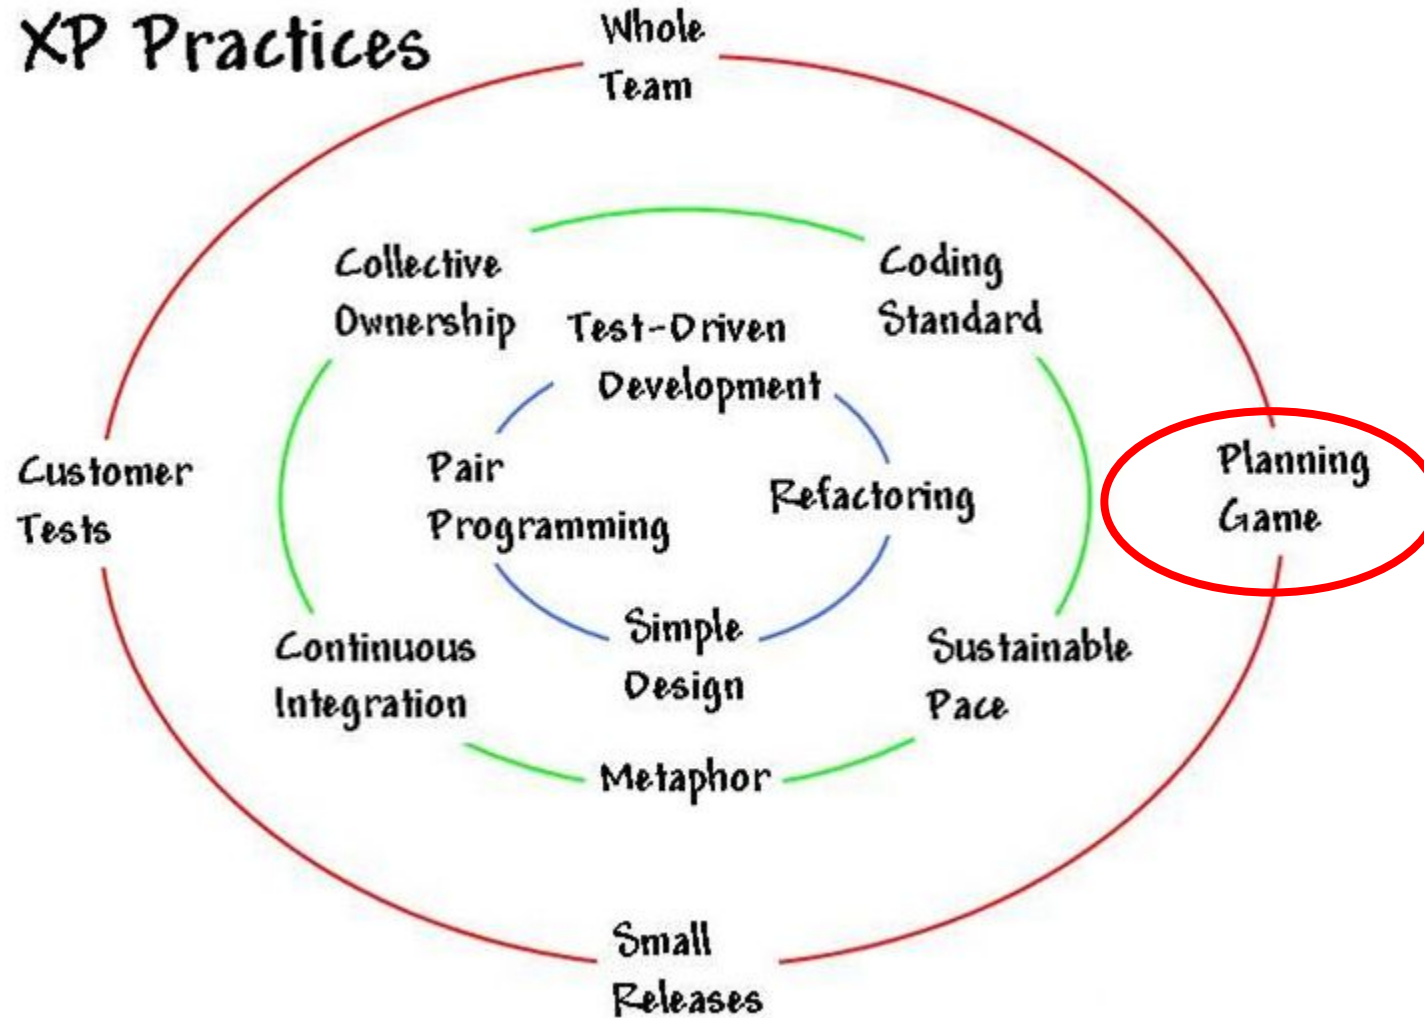 XP Practices
Whole
Team
Collective
Ownership
Coding
Standard
Test-Driven
Development
Customer
Tests
Pair
Programming
Refactoring
Planning
Game
Continuous
Integration
Simple
Design
Sustainable
Pace
Metaphor
Small
Releases